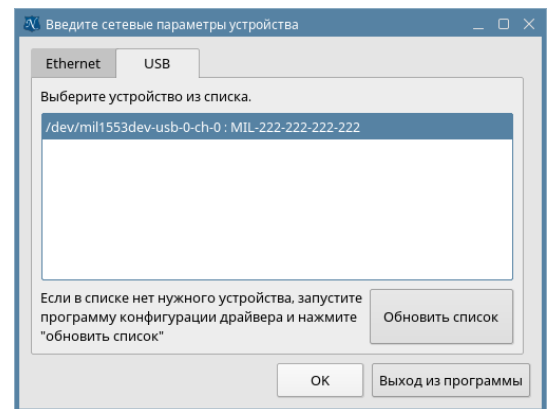 Введите сетевые параметры устройства
Ethernet USB
Выберите устройство из списка.
/dev/mil1553dev-usb-0-ch-0 : MIL-222-222-222-222
Если в списке нет нужного устройства, запустите
программу конфигурации драйвера и нажмите
"обновить список"
Обновить список
OK Выход из программы